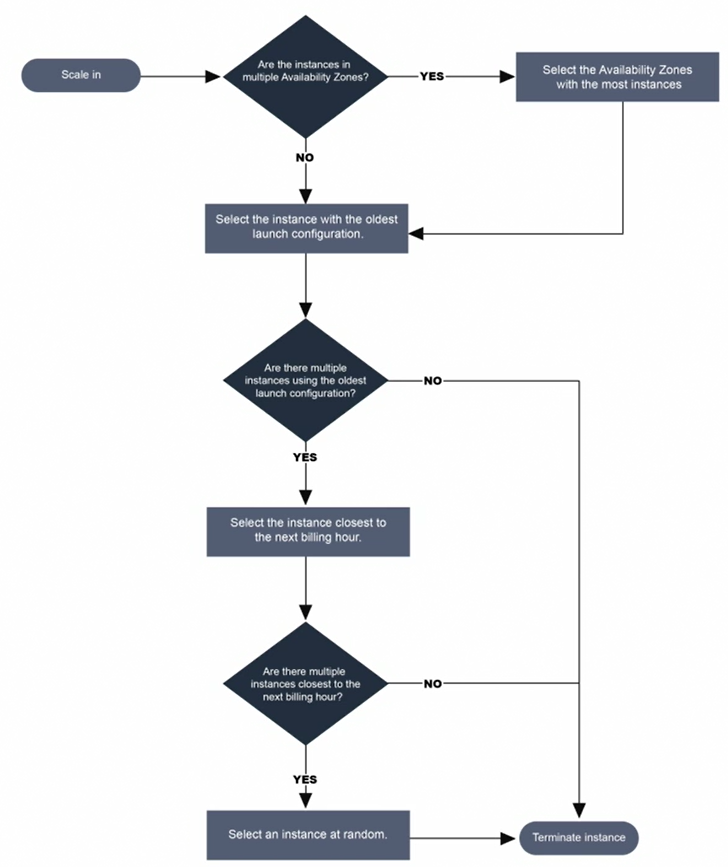 Scale in
Are the instances in
multiple Availability Zones?
YES
Select the Availability Zones
with the most instances
NO
Select the instance with the oldest
launch configuration.
Are there multiple
instances using the oldest
launch configuration?
NO
YES
Select the instance closest to
the next billing hour.
Are there multiple
instances closest to the
next billing hour?
NO
YES
Select an instance at random.
Terminate instance